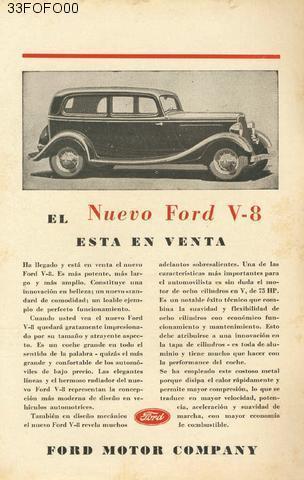 33FOFO00
EL Nuevo Ford V-8
ESTA EN VENTA
Ha llegado y está en venta el nuevo
Ford V-8. Es más potente, más lar-
go y más amplio. Constituye una
innovación en belleza; un nuevo stan-
dard de comodidad; un loable ejem-
plo de perfecto funcionamiento.
Cuando usted vea el nuevo Ford
V-8 quedará gratamente impresiona-
do por su tamaño y atrayente aspec-
to. Es un coche grande en todo el
sentido de la palabra - quizás el más
grande y confortable de los automó-
viles de bajo precio. Las elegantes
líneas y el hermoso radiador del nue-
vo Ford V-8 representan la concep-
ción más moderna de diseño en ve-
hículos automotrices.
También en diseño mecánico
el nuevo Ford V-8 revela muchos
adelantos sobresalientes. Una de las
características más importantes para
el automovilista es sin duda el mo-
tor de ocho cilindros en V, de 75 HP.
Es un notable éxito técnico que com-
bina la suavidad y flexibilidad de
ocho cilindros con económico fun-
cionamiento y mantenimiento. Esto
debe atribuirse a una innovación en
la tapa de cilindros - es toda de alu-
minio y tiene mucho que hacer con
la performance del coche.
Se ha empleado este costoso metal
porque disipa el calor rápidamente y
permite mayor compresión, lo que se
traduce en mayor velocidad, poten-
cia, aceleración y suavidad de
marcha, con mayor economía
de combustible.
Ford
FORD MOTOR COMPANY